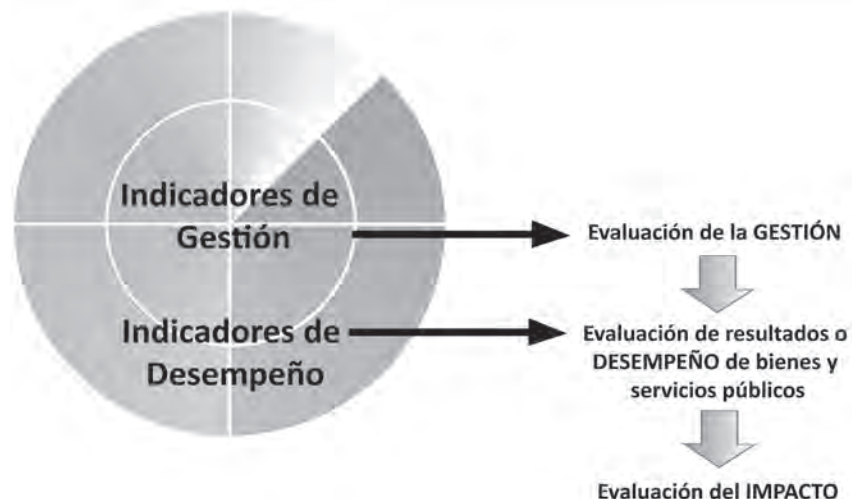 Indicadores de
Gestión
Indicadores de
Desempeño
Evaluación de la GESTIÓN
Evaluación de resultados o
DESEMPEÑO de bienes y
servicios públicos
Evaluación del IMPACTO